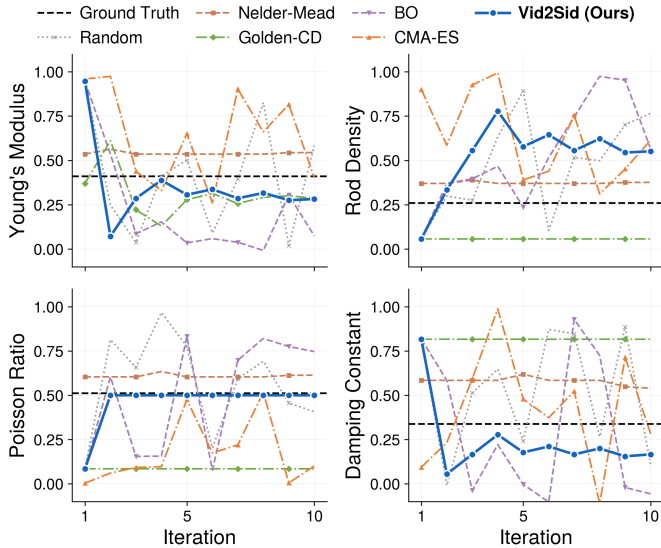 Ground Truth
Nelder-Mead
BO
Vid2Sid (Ours)
Random
Golden-CD
CMA-ES
Young's Modulus
1.00
0.75
0.50
0.25
0.00
Rod Density
1.00
0.75
0.50
0.25
0.00
Poisson Ratio
1.00
0.75
0.50
0.25
0.00
1
5
10
Iteration
Damping Constant
1.00
0.75
0.50
0.25
0.00
1
5
10
Iteration